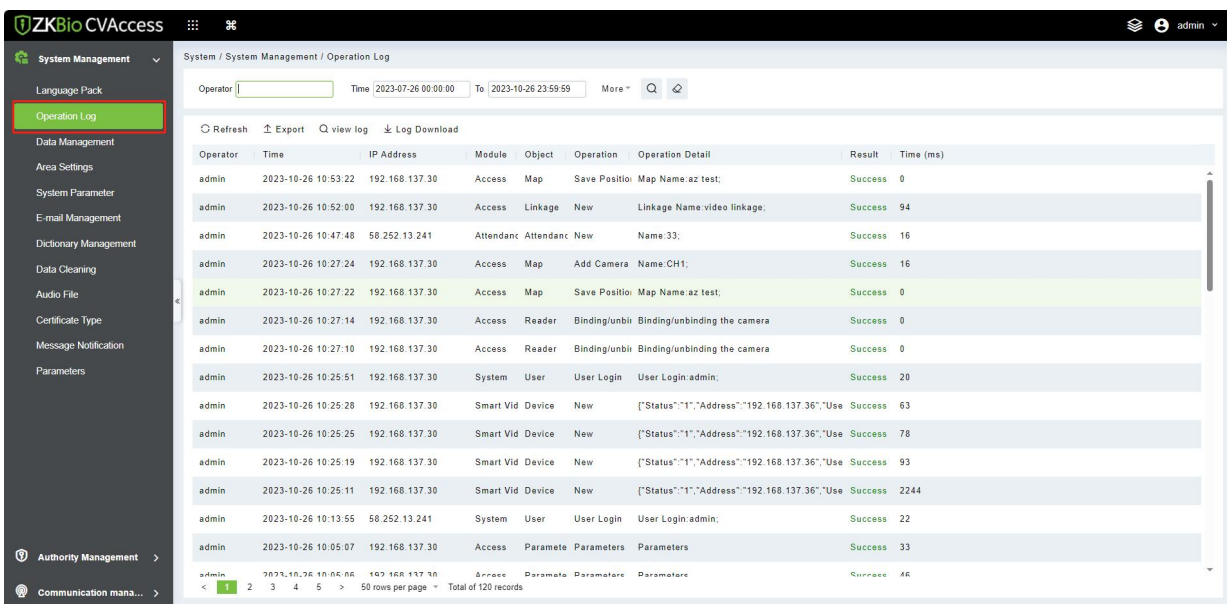 ZKBio CVAccess ⌘ admin
System Management
Language Pack
Operation Log
Data Management
Area Settings
System Parameter
E-mail Management
Dictionary Management
Data Cleaning
Audio File
Certificate Type
Message Notification
Parameters
Authority Management >
Communication mana... >
System / System Management / Operation Log
Operator Time 2023-07-26 00:00:00 To 2023-10-26 23:59:59 More
Refresh Export view log Log Download
Operator Time IP Address Module Object Operation Operation Detail Result Time (ms)
admin 2023-10-26 10:53:22 192.168.137.30 Access Map Save Positio Map Name:az test; Success 0
admin 2023-10-26 10:52:00 192.168.137.30 Access Linkage New Linkage Name:video linkage; Success 94
admin 2023-10-26 10:47:48 58.252.13.241 Attendanc Attendanc New Name:33; Success 16
admin 2023-10-26 10:27:24 192.168.137.30 Access Map Add Camera Name:CH1; Success 16
admin 2023-10-26 10:27:22 192.168.137.30 Access Map Save Positio Map Name:az test; Success 0
admin 2023-10-26 10:27:14 192.168.137.30 Access Reader Binding/unbi Binding/unbinding the camera Success 0
admin 2023-10-26 10:27:10 192.168.137.30 Access Reader Binding/unbi Binding/unbinding the camera Success 0
admin 2023-10-26 10:25:51 192.168.137.30 System User User Login User Login:admin; Success 20
admin 2023-10-26 10:25:28 192.168.137.30 Smart Vid Device New {"Status":"1","Address":"192.168.137.36","Use Success 63
admin 2023-10-26 10:25:25 192.168.137.30 Smart Vid Device New {"Status":"1","Address":"192.168.137.36","Use Success 78
admin 2023-10-26 10:25:19 192.168.137.30 Smart Vid Device New {"Status":"1","Address":"192.168.137.36","Use Success 93
admin 2023-10-26 10:25:11 192.168.137.30 Smart Vid Device New {"Status":"1","Address":"192.168.137.36","Use Success 2244
admin 2023-10-26 10:13:55 58.252.13.241 System User User Login User Login:admin; Success 22
admin 2023-10-26 10:05:07 192.168.137.30 Access Paramete Parameters Parameters Success 33
admin 2023-10-26 10:05:06 192.168.137.30 Access Paramete Parameters Parameters Success 46
< 1 2 3 4 5 > 50 rows per page Total of 120 records